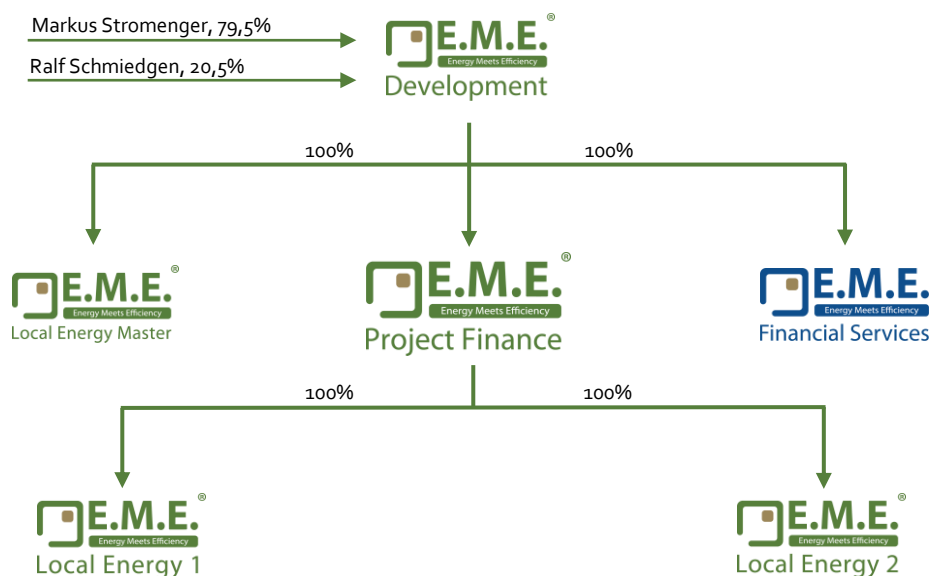 Markus Stromenger, 79,5%
Ralf Schmiedgen, 20,5%
E.M.E.®
Energy Meets Efficiency
Development
100%
100%
E.M.E.®
Energy Meets Efficiency
Local Energy Master
E.M.E.®
Energy Meets Efficiency
Project Finance
E.M.E.
Energy Meets Efficiency
Financial Services
100%
100%
E.M.E.®
Energy Meets Efficiency
Local Energy 1
E.M.E.®
Energy Meets Efficiency
Local Energy 2